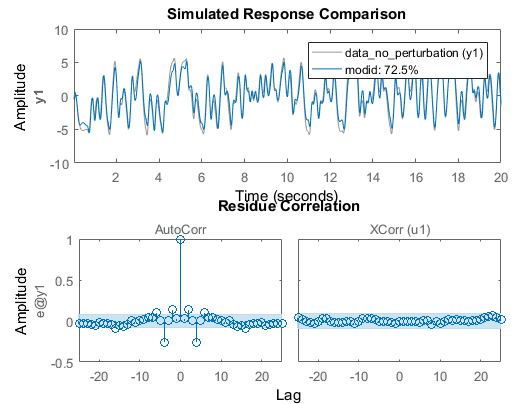 Simulated Response Comparison
10
5
0
-5
-10
Amplitude
y1
data_no_perturbation (y1)
modid: 72.5%
2 4 6 8 10 12 14 16 18 20
Time (seconds)
Residue Correlation
AutoCorr XCorr (u1)
1
0.5
0
-0.5
Amplitude
e@y1
-20 -10 0 10 20 -20 -10 0 10 20
Lag